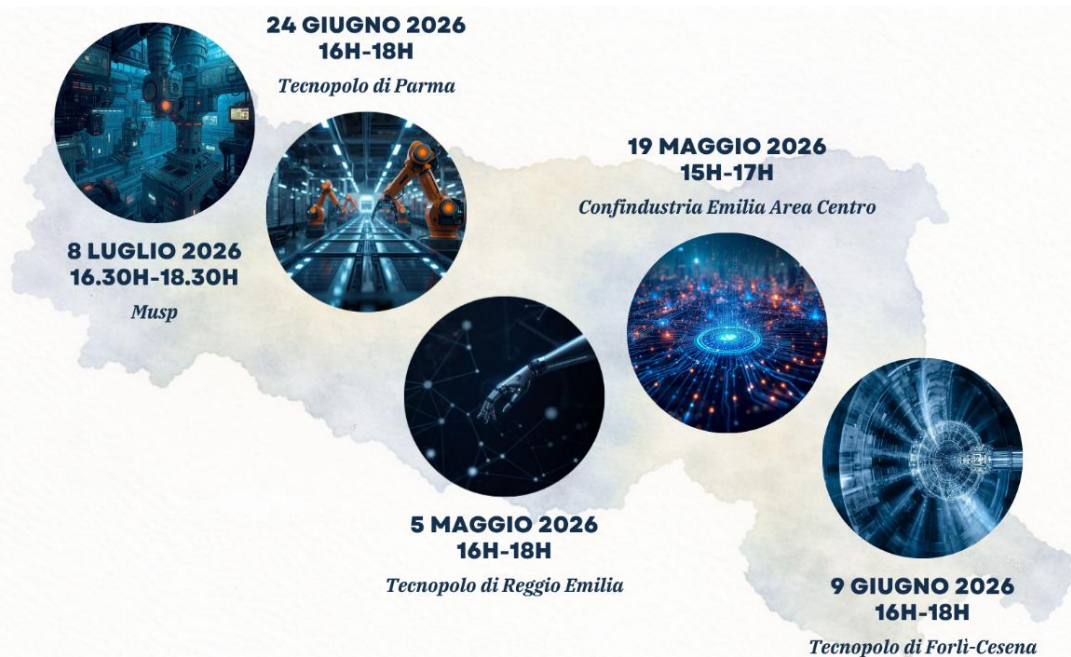 24 GIUGNO 2026
16H-18H
Tecnopolo di Parma
19 MAGGIO 2026
15H-17H
Confindustria Emilia Area Centro
8 LUGLIO 2026
16.30H-18.30H
Musp
5 MAGGIO 2026
16H-18H
Tecnopolo di Reggio Emilia
9 GIUGNO 2026
16H-18H
Tecnopolo di Forlì-Cesena